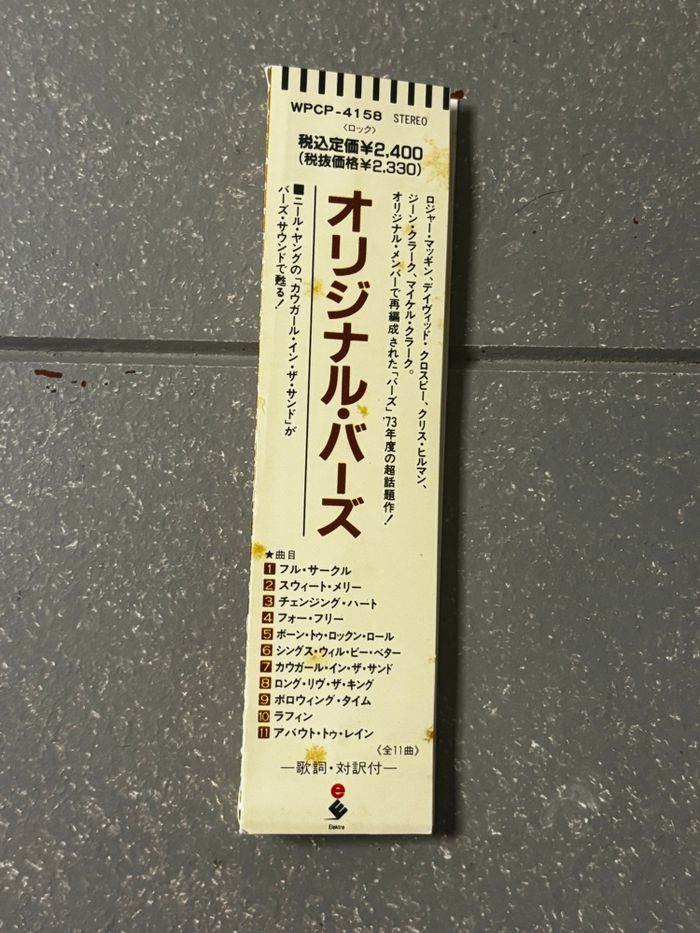 WPCP-4158 STEREO
〈ロック〉
税込定価¥2,400
(税抜価格¥2,330)
ロジャー・マッギン、デイヴィッド・クロスビー、クリス・ヒルマン、
ジーン・クラーク、マイケル・クラーク。
オリジナル・メンバーで再編成された「バーズ」'73年度の超話題作！
オリジナル・バーズ
■ニール・ヤングの「カウガール・イン・ザ・サンド」が
バーズ・サウンドで甦る！
★曲目
1 フル・サークル
2 スウィート・メリー
3 チェンジング・ハート
4 フォー・フリー
5 ボーン・トゥ・ロックン・ロール
6 シングス・ウィル・ビー・ベター
7 カウガール・イン・ザ・サンド
8 ロング・リヴ・ザ・キング
9 ボロウィング・タイム
10 ラフィン
11 アバウト・トゥ・レイン
《全11曲》
—歌詞・対訳付—
e
Elektra